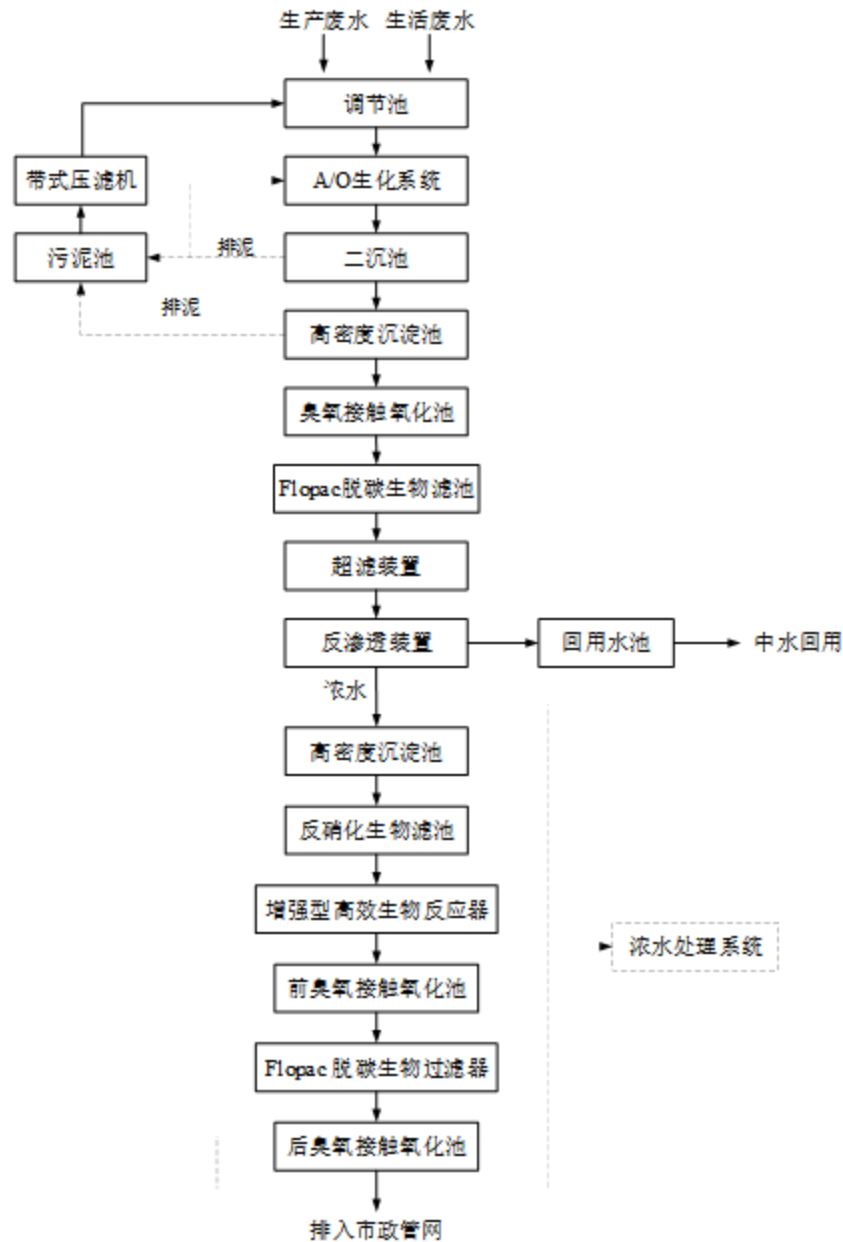 生产废水 生活废水
调节池
带式压滤机 A/O生化系统
污泥池 排泥 二沉池
排泥
高密度沉淀池
臭氧接触氧化池
Flopac脱碳生物滤池
超滤装置
反渗透装置 回用水池 中水回用
浓水
高密度沉淀池
反硝化生物滤池
增强型高效生物反应器
浓水处理系统
前臭氧接触氧化池
Flopac 脱碳生物过滤器
后臭氧接触氧化池
排入市政管网